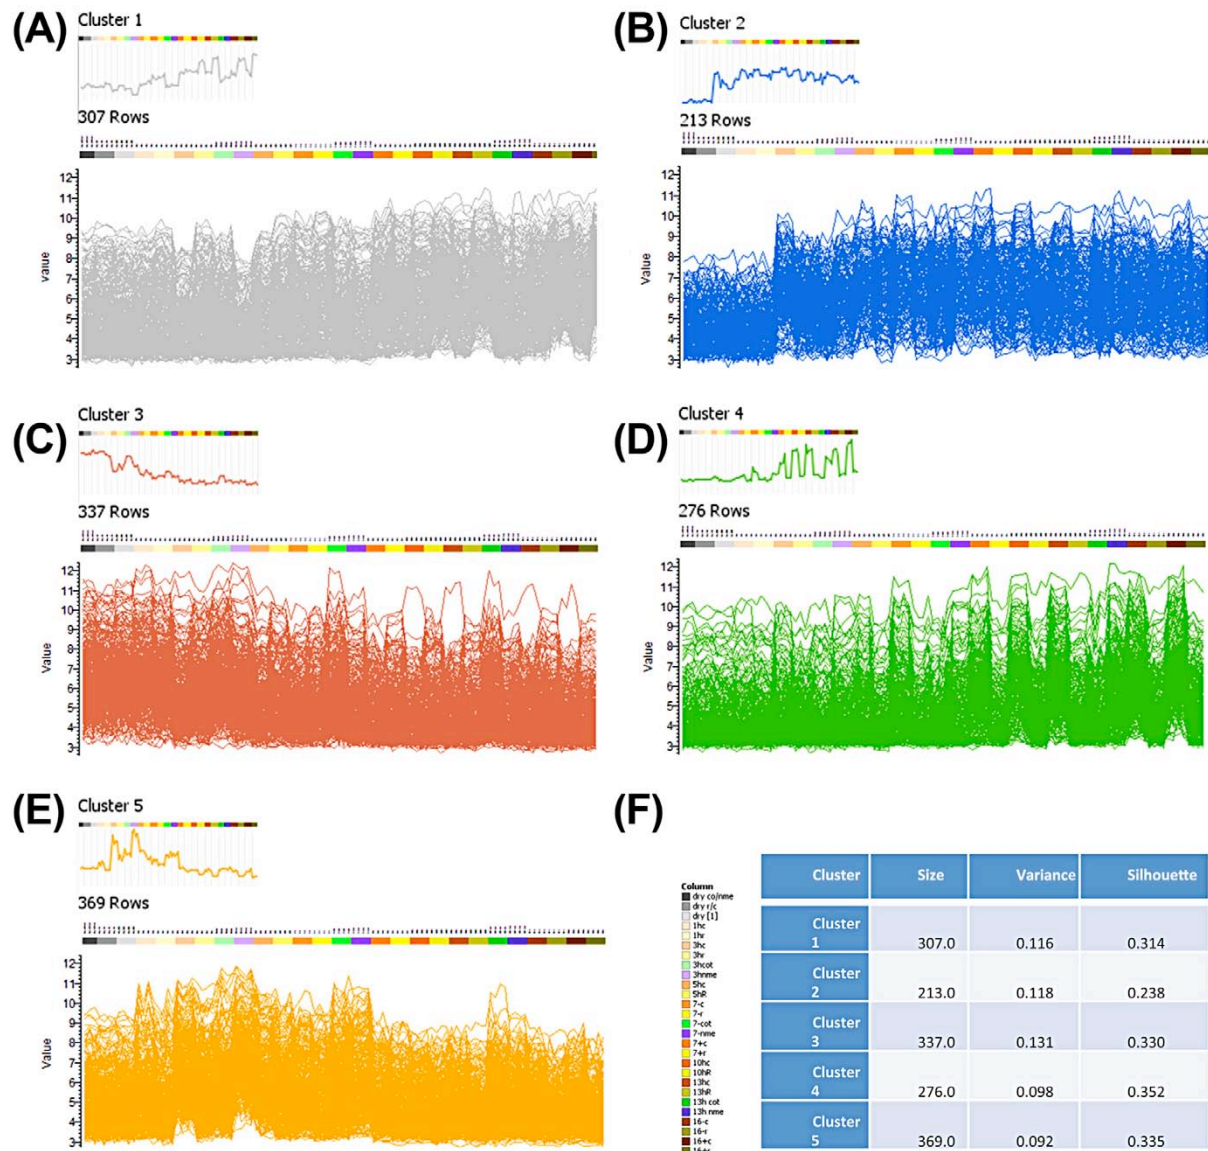 (A)
Cluster 1
307 Rows
12
11
10
9
8
7
6
5
4
3
value
(B)
Cluster 2
213 Rows
12
11
10
9
8
7
6
5
4
3
Value
(C)
Cluster 3
337 Rows
12
11
10
9
8
7
6
5
4
3
Value
(D)
Cluster 4
276 Rows
12
11
10
9
8
7
6
5
4
3
Value
(E)
Cluster 5
369 Rows
12
11
10
9
8
7
6
5
4
3
Value
(F)
Column
dry co/nme
dry r/c
dry [1]
1hc
1hr
3hc
3hr
3hcot
3hnme
5hc
5hR
7-c
7-r
7-cot
7-nme
7+c
7+r
10hc
10hR
13hc
13hR
13h cot
13h nme
16-c
16-r
16+c
16+r
Cluster Size Variance Silhouette
Cluster
1 307.0 0.116 0.314
Cluster
2 213.0 0.118 0.238
Cluster
3 337.0 0.131 0.330
Cluster
4 276.0 0.098 0.352
Cluster
5 369.0 0.092 0.335